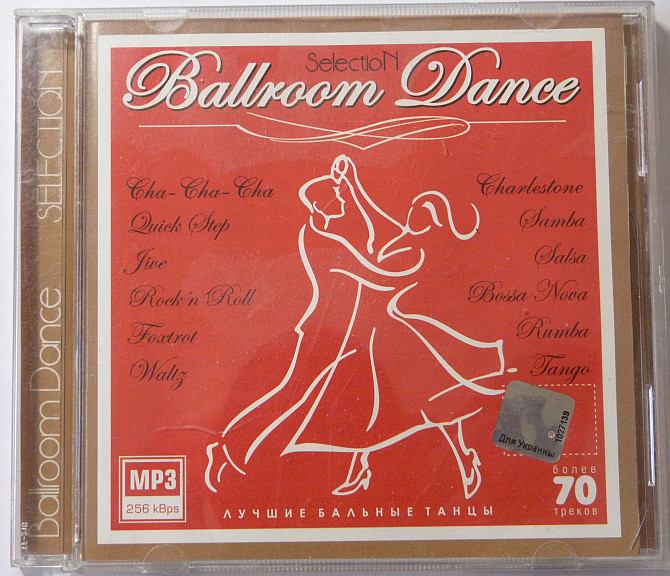 SelectioN
Ballroom Dance
Cha-Cha-Cha
Quick Step
Jive
Rock'n Roll
Foxtrot
Waltz
Charlestone
Samba
Salsa
Bossa Nova
Rumba
Tango
Для Украины
1027139
MP3
256 kBps
ЛУЧШИЕ БАЛЬНЫЕ ТАНЦЫ
более
70
треков
Ballroom Dance SELECTION